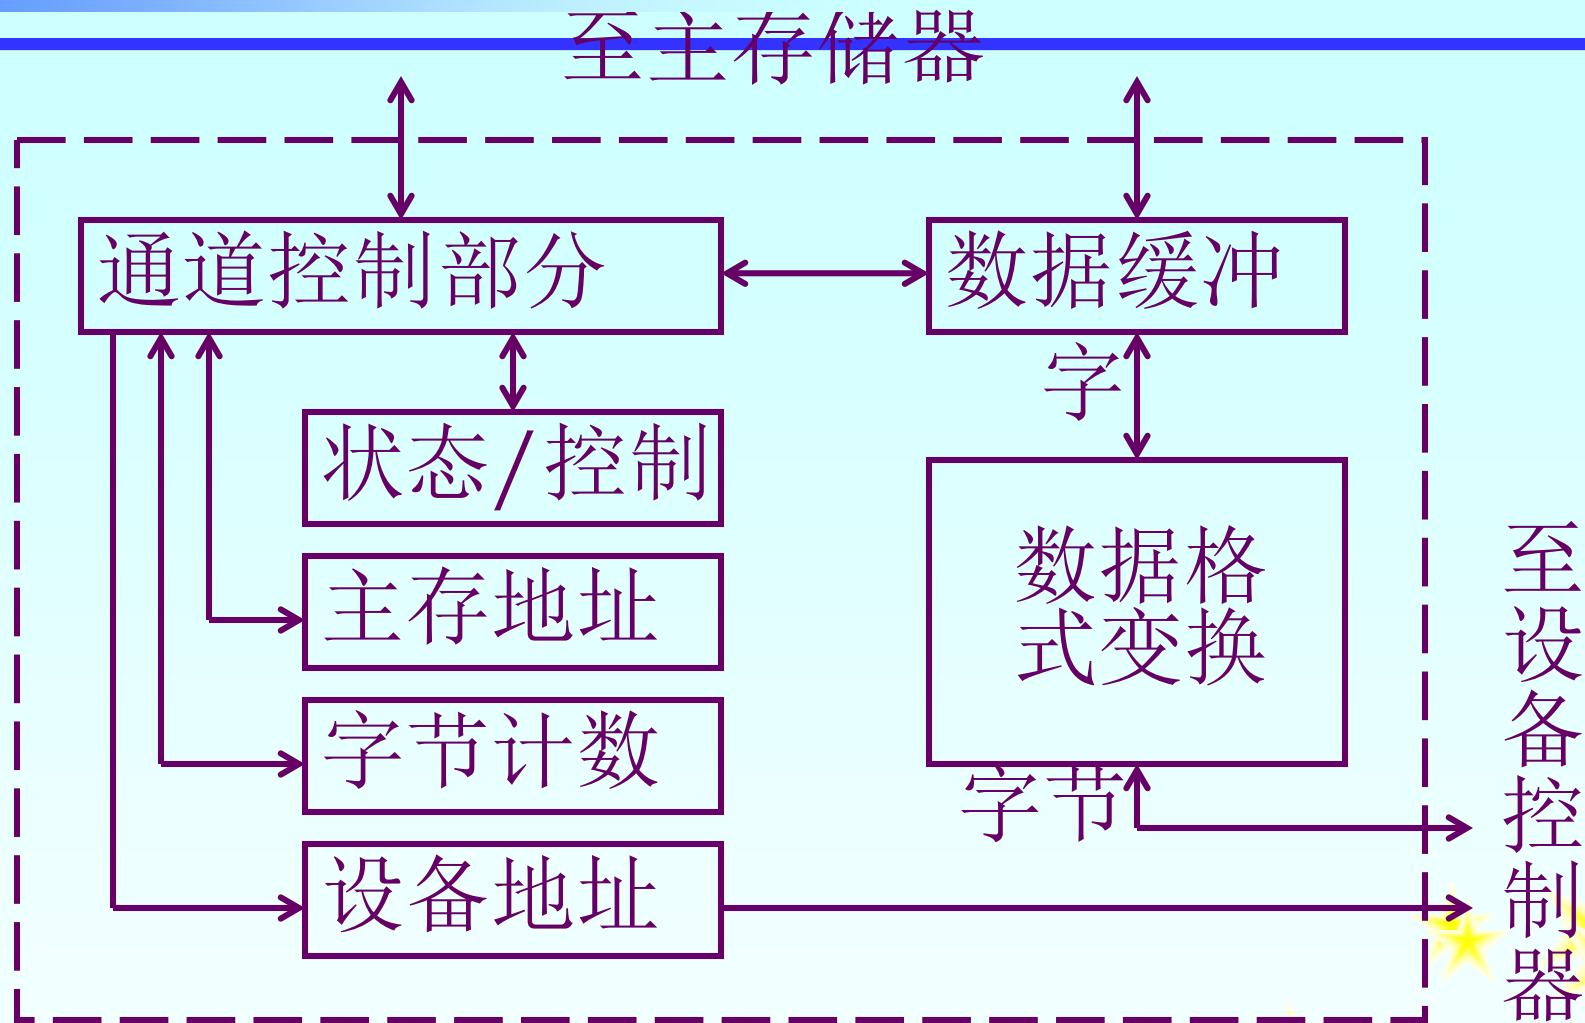 至主存储器
通道控制部分
数据缓冲
字
状态/控制
数据格
式变换
主存地址
字节计数
字节
设备地址
至设备控制器